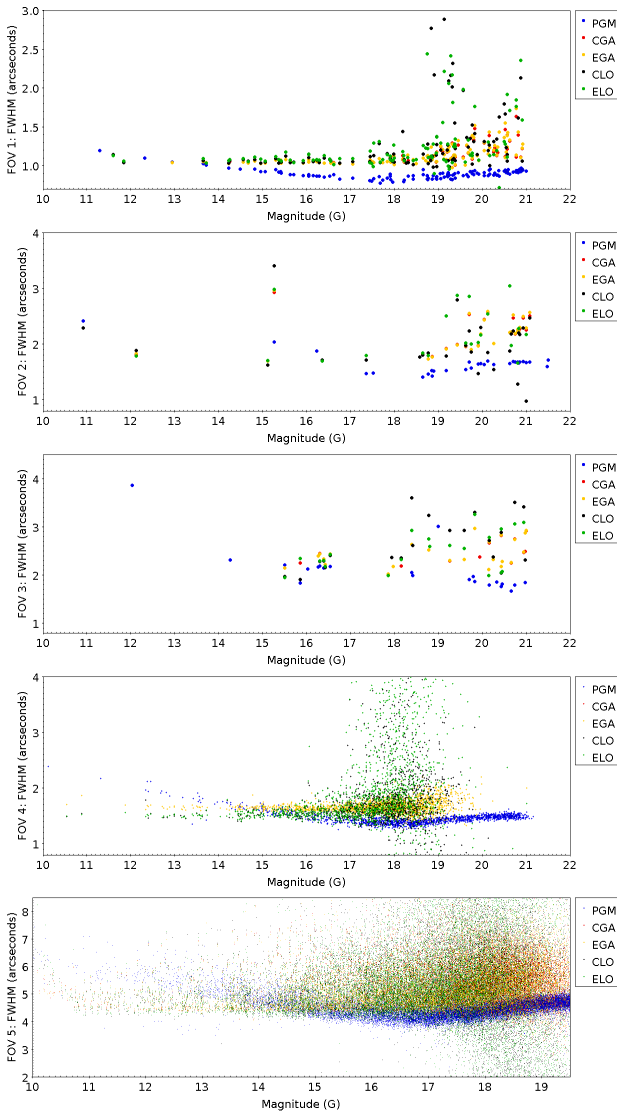 3.0
2.5
2.0
1.5
1.0
FOV 1: FWHM (arcseconds)
10 11 12 13 14 15 16 17 18 19 20 21 22
Magnitude (G)
PGM
CGA
EGA
CLO
ELO
4
3
2
1
FOV 2: FWHM (arcseconds)
10 11 12 13 14 15 16 17 18 19 20 21 22
Magnitude (G)
PGM
CGA
EGA
CLO
ELO
4
3
2
1
FOV 3: FWHM (arcseconds)
10 11 12 13 14 15 16 17 18 19 20 21 22
Magnitude (G)
PGM
CGA
EGA
CLO
ELO
4
3
2
1
FOV 4: FWHM (arcseconds)
10 11 12 13 14 15 16 17 18 19 20 21 22
Magnitude (G)
PGM
CGA
EGA
CLO
ELO
8
7
6
5
4
3
2
FOV 5: FWHM (arcseconds)
10 11 12 13 14 15 16 17 18 19
Magnitude (G)
PGM
CGA
EGA
CLO
ELO